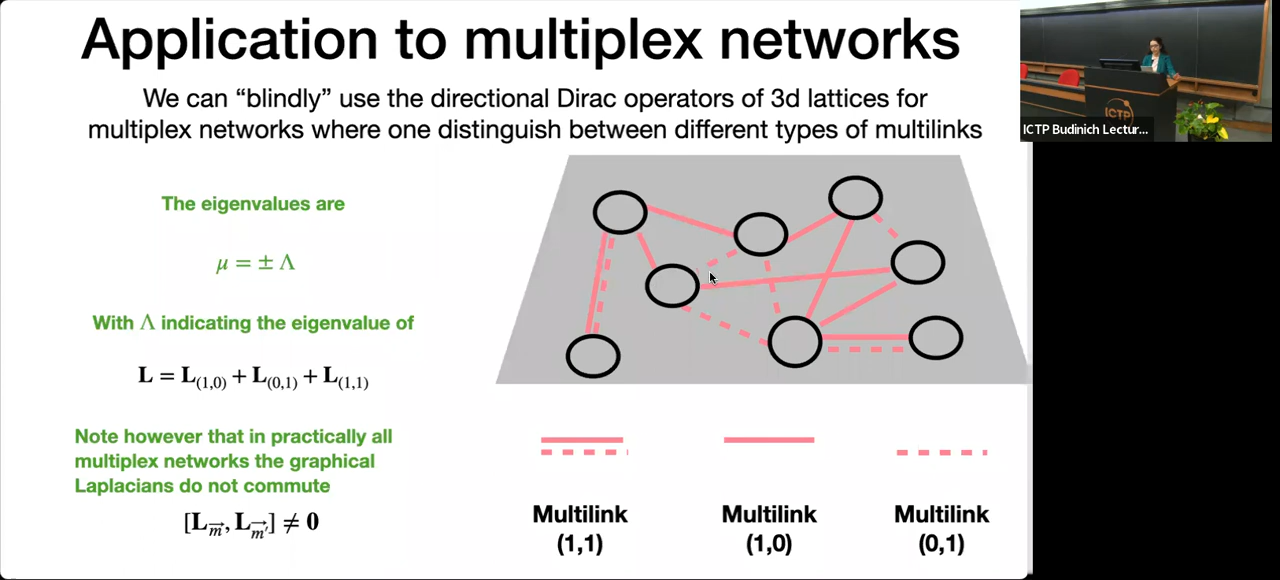 Application to multiplex networks
We can “blindly” use the directional Dirac operators of 3d lattices for
multiplex networks where one distinguish between different types of multilinks
ICTP
ICTP Budinich Lectur...
The eigenvalues are
μ = ± Λ
With Λ indicating the eigenvalue of
L = L(1,0) + L(0,1) + L(1,1)
Note however that in practically all
multiplex networks the graphical
Laplacians do not commute
[L_m⃗, L_m⃗'] ≠ 0
Multilink
(1,1)
Multilink
(1,0)
Multilink
(0,1)